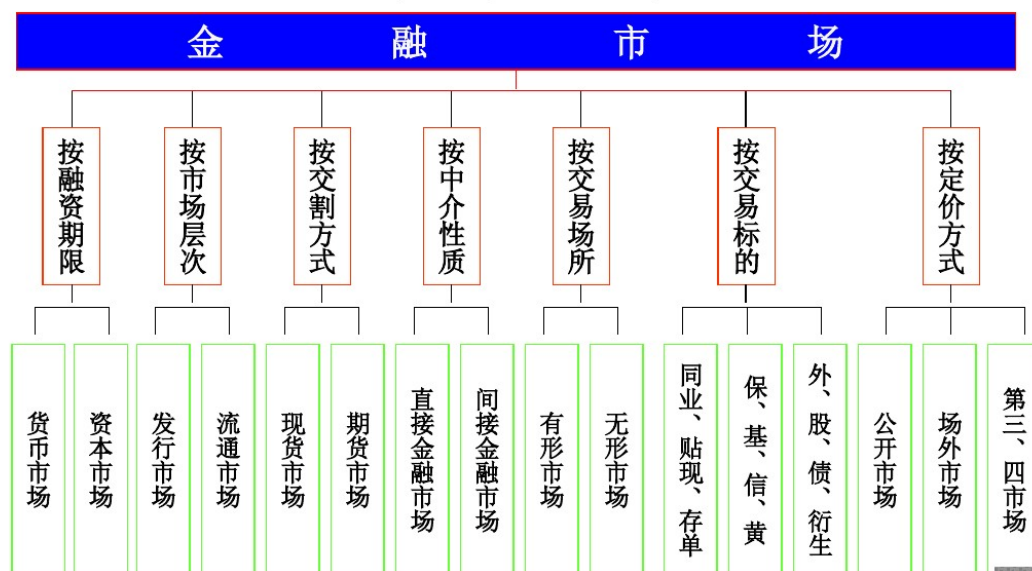 金融市场
按融资期限
按市场层次
按交割方式
按中介性质
按交易场所
按交易标的
按定价方式
货币市场
资本市场
发行市场
流通市场
现货市场
期货市场
直接金融市场
间接金融市场
有形市场
无形市场
同业、贴现、存单
保、基、信、黄
外、股、债、衍生
公开市场
场外市场
第三、四市场